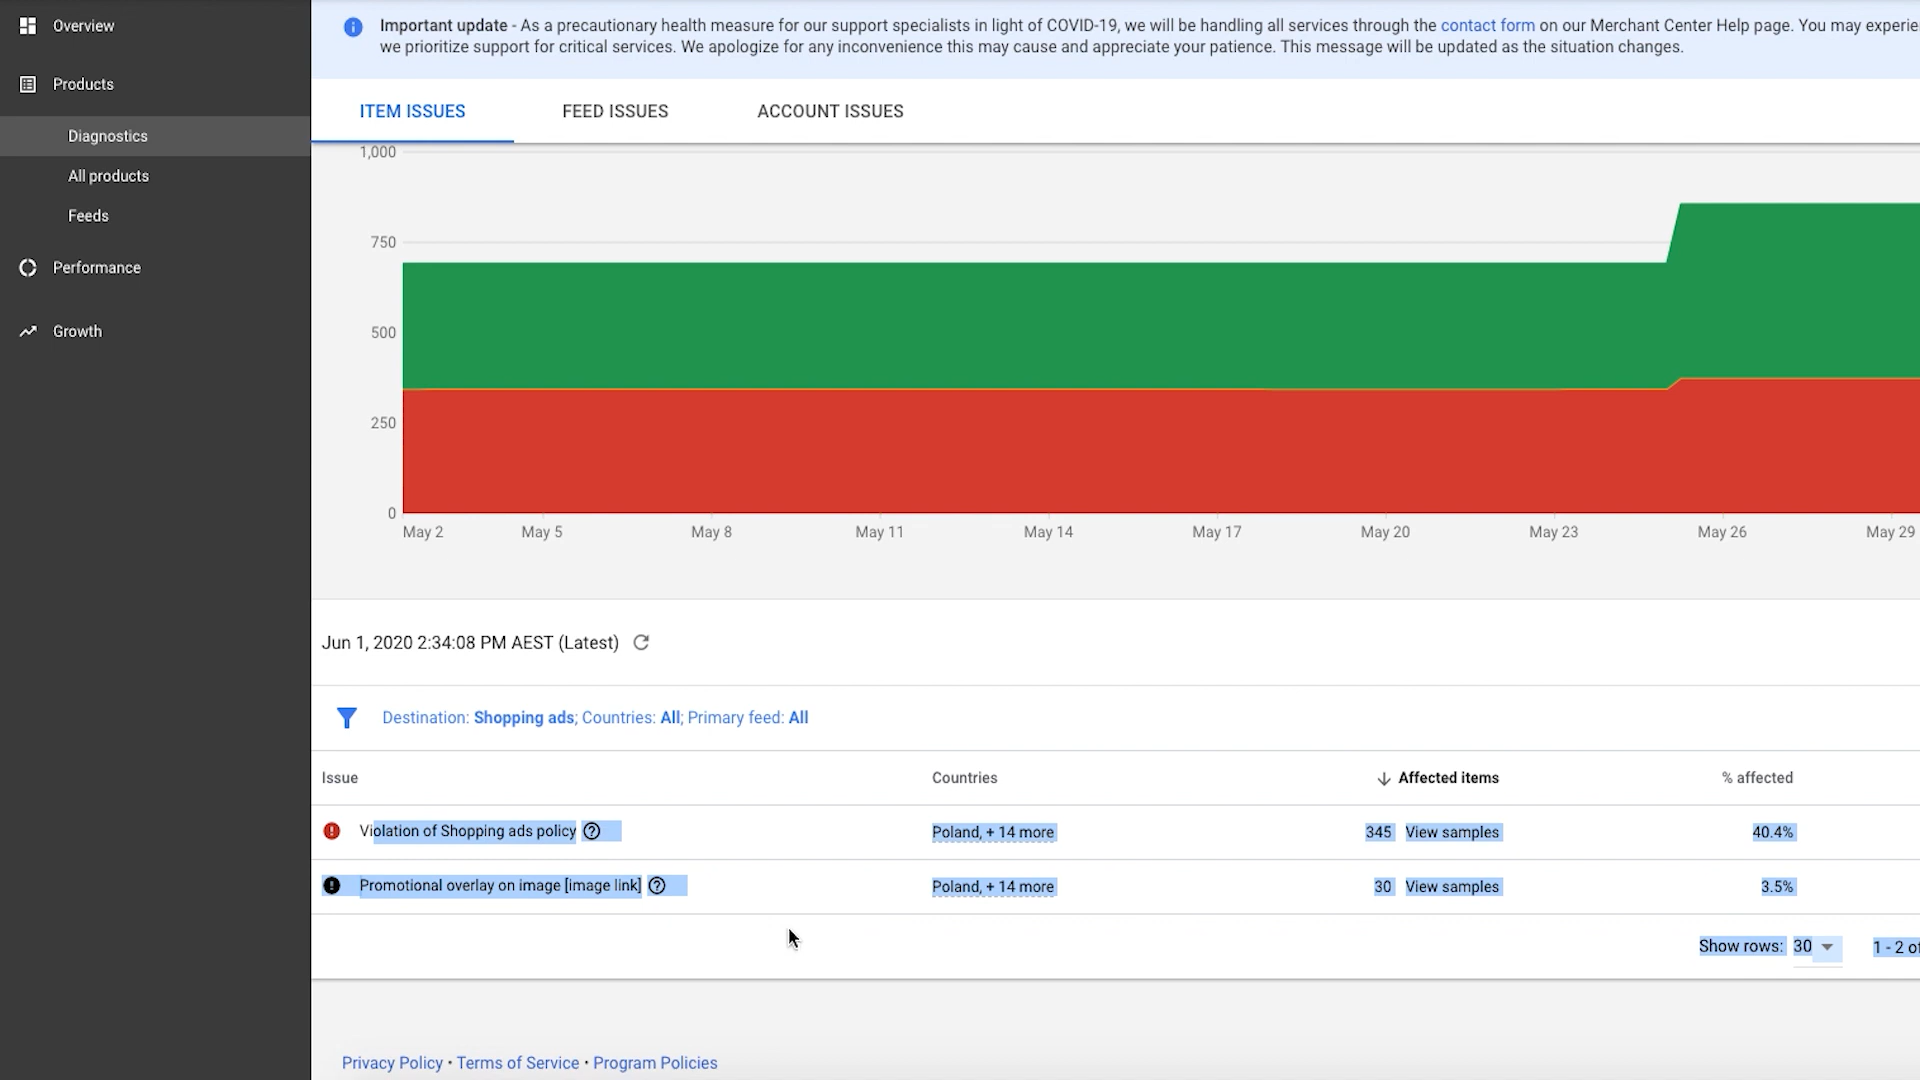 Overview
Products
Diagnostics
All products
Feeds
Performance
Growth
Important update - As a precautionary health measure for our support specialists in light of COVID-19, we will be handling all services through the contact form on our Merchant Center Help page. You may
we prioritize support for critical services. We apologize for any inconvenience this may cause and appreciate your patience. This message will be updated as the situation changes.
ITEM ISSUES FEED ISSUES ACCOUNT ISSUES
1,000
750
500
250
0
May 2 May 5 May 8 May 11 May 14 May 17 May 20 May 23 May 26 May 29
Jun 1, 2020 2:34:08 PM AEST (Latest)
Destination: Shopping ads; Countries: All; Primary feed: All
Issue Countries Affected items % affected
Violation of Shopping ads policy Poland, + 14 more 345 View samples 40.4%
Promotional overlay on image [image link] Poland, + 14 more 30 View samples 3.5%
Show rows: 30 1 - 2 of
Privacy Policy • Terms of Service • Program Policies